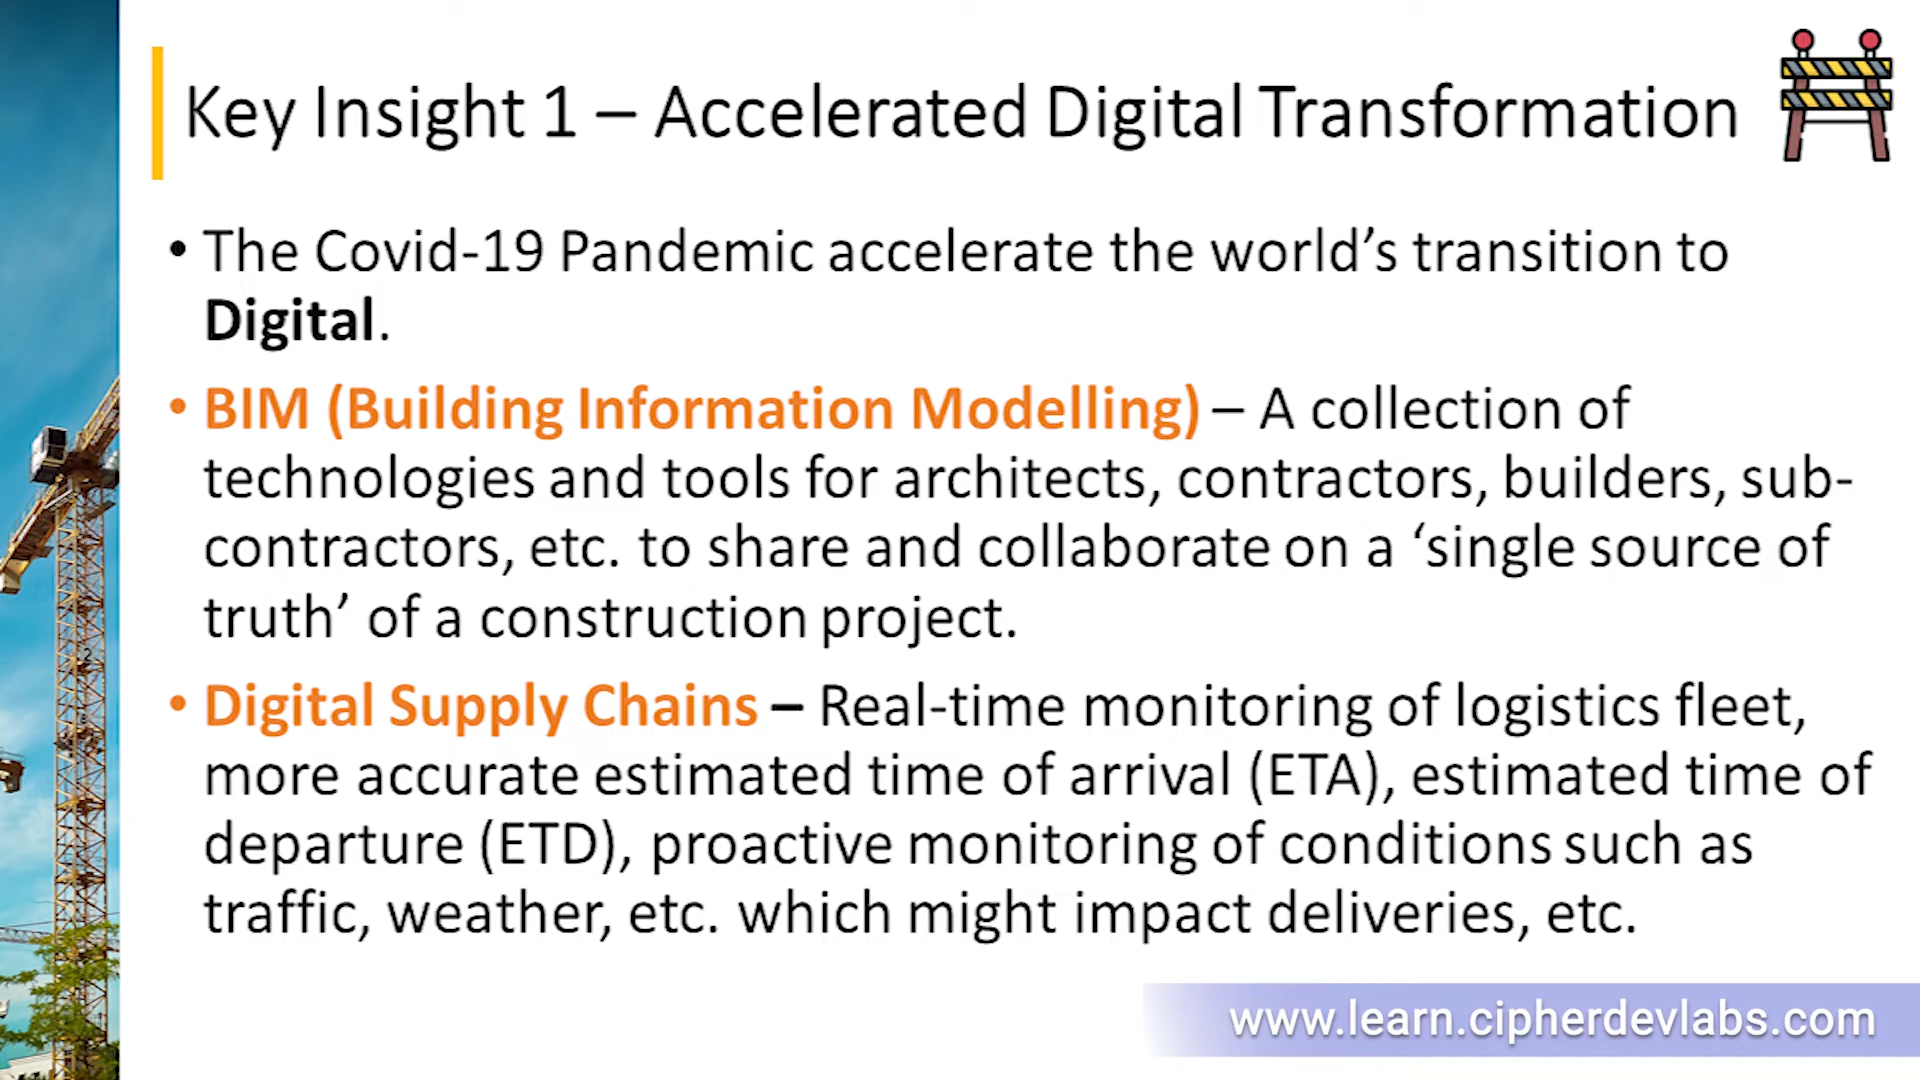 Key Insight 1 – Accelerated Digital Transformation
• The Covid-19 Pandemic accelerate the world’s transition to
Digital.
• BIM (Building Information Modelling) – A collection of
technologies and tools for architects, contractors, builders, sub-
contractors, etc. to share and collaborate on a ‘single source of
truth’ of a construction project.
• Digital Supply Chains – Real-time monitoring of logistics fleet,
more accurate estimated time of arrival (ETA), estimated time of
departure (ETD), proactive monitoring of conditions such as
traffic, weather, etc. which might impact deliveries, etc.
www.learn.cipherdevlabs.com